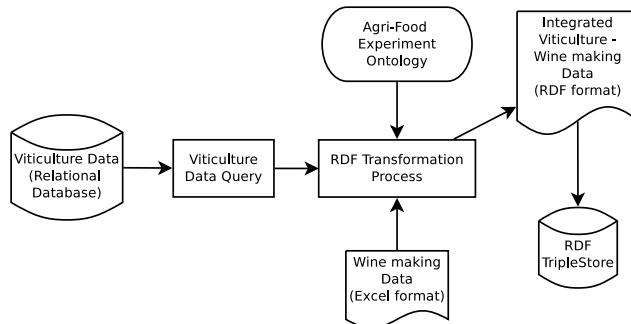 Agri-Food
Experiment
Ontology
Integrated
Viticulture -
Wine making
Data
(RDF format)
Viticulture Data
(Relational
Database)
Viticulture
Data Query
RDF Transformation
Process
Wine making
Data
(Excel format)
RDF
TripleStore